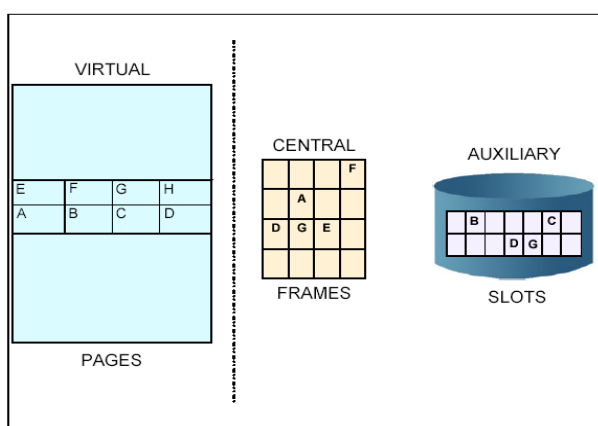 VIRTUAL
E F G H
A B C D
PAGES
CENTRAL
F
A
D G E
FRAMES
AUXILIARY
B C
D G
SLOTS